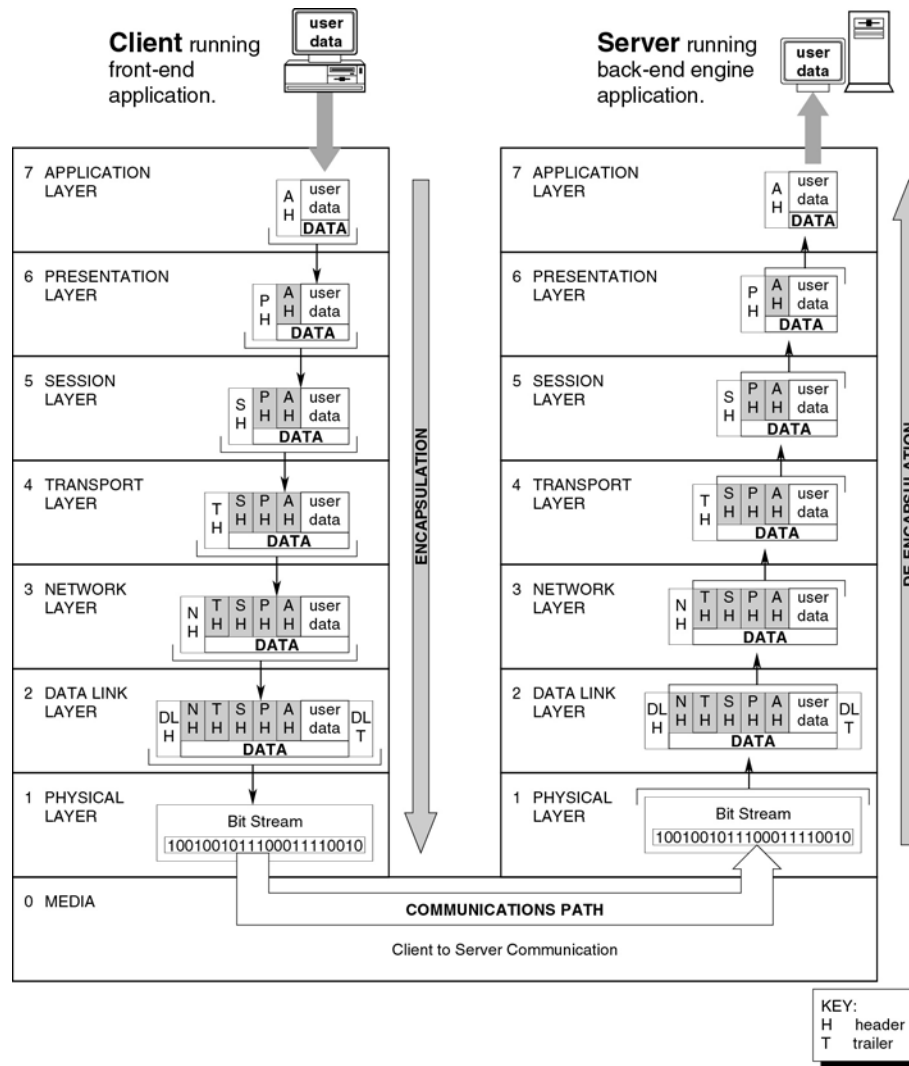 Client running
front-end
application.
user
data
Server running
back-end engine
application.
user
data
7 APPLICATION
LAYER
A
H
user
data
DATA
6 PRESENTATION
LAYER
P
H
A
H
user
data
DATA
5 SESSION
LAYER
S
H
P
H
A
H
user
data
DATA
4 TRANSPORT
LAYER
T
H
S
H
P
H
A
H
user
data
DATA
3 NETWORK
LAYER
N
H
T
H
S
H
P
H
A
H
user
data
DATA
2 DATA LINK
LAYER
DL
H
N
H
T
H
S
H
P
H
A
H
user
data
DL
T
DATA
1 PHYSICAL
LAYER
Bit Stream
1001001011100011110010
ENCAPSULATION
7 APPLICATION
LAYER
A
H
user
data
DATA
6 PRESENTATION
LAYER
P
H
A
H
user
data
DATA
5 SESSION
LAYER
S
H
P
H
A
H
user
data
DATA
4 TRANSPORT
LAYER
T
H
S
H
P
H
A
H
user
data
DATA
3 NETWORK
LAYER
N
H
T
H
S
H
P
H
A
H
user
data
DATA
2 DATA LINK
LAYER
DL
H
N
H
T
H
S
H
P
H
A
H
user
data
DL
T
DATA
1 PHYSICAL
LAYER
Bit Stream
1001001011100011110010
DE-ENCAPSULATION
0 MEDIA
COMMUNICATIONS PATH
Client to Server Communication
KEY:
H header
T trailer